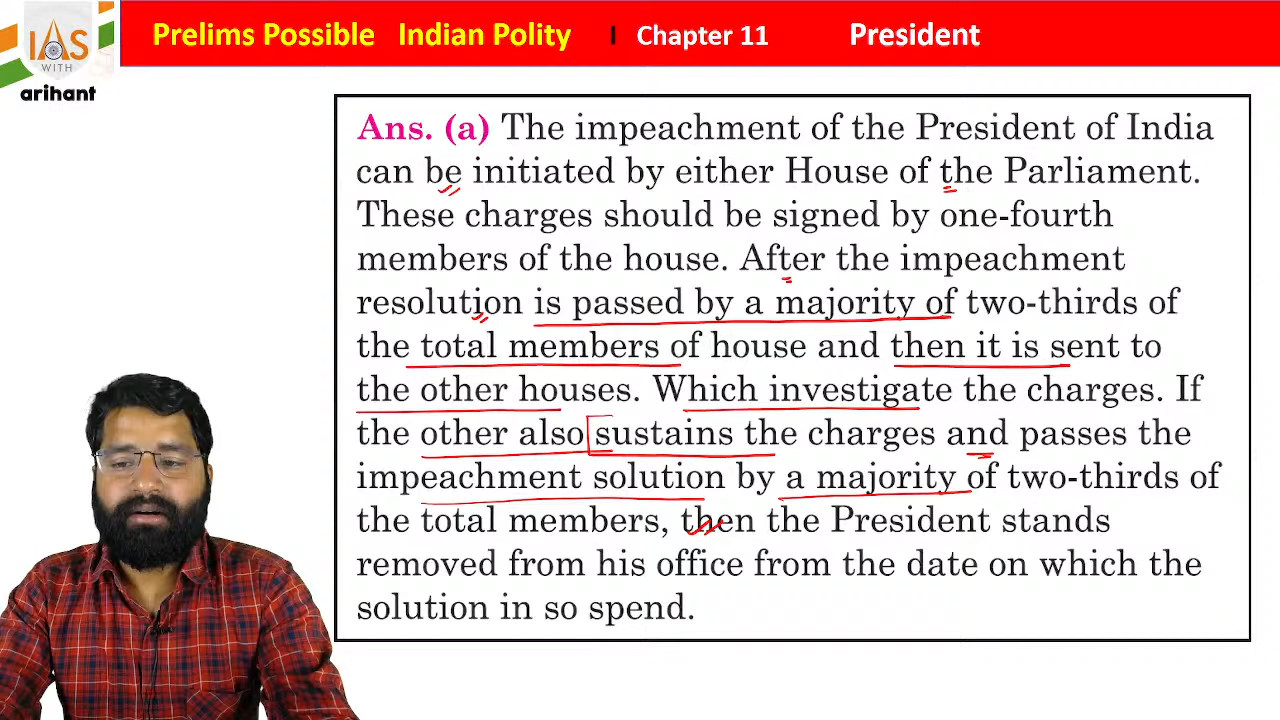 IAS
WITH
arihant
Prelims Possible Indian Polity | Chapter 11 President
Ans. (a) The impeachment of the President of India
can be initiated by either House of the Parliament.
These charges should be signed by one-fourth
members of the house. After the impeachment
resolution is passed by a majority of two-thirds of
the total members of house and then it is sent to
the other houses. Which investigate the charges. If
the other also sustains the charges and passes the
impeachment solution by a majority of two-thirds of
the total members, then the President stands
removed from his office from the date on which the
solution in so spend.